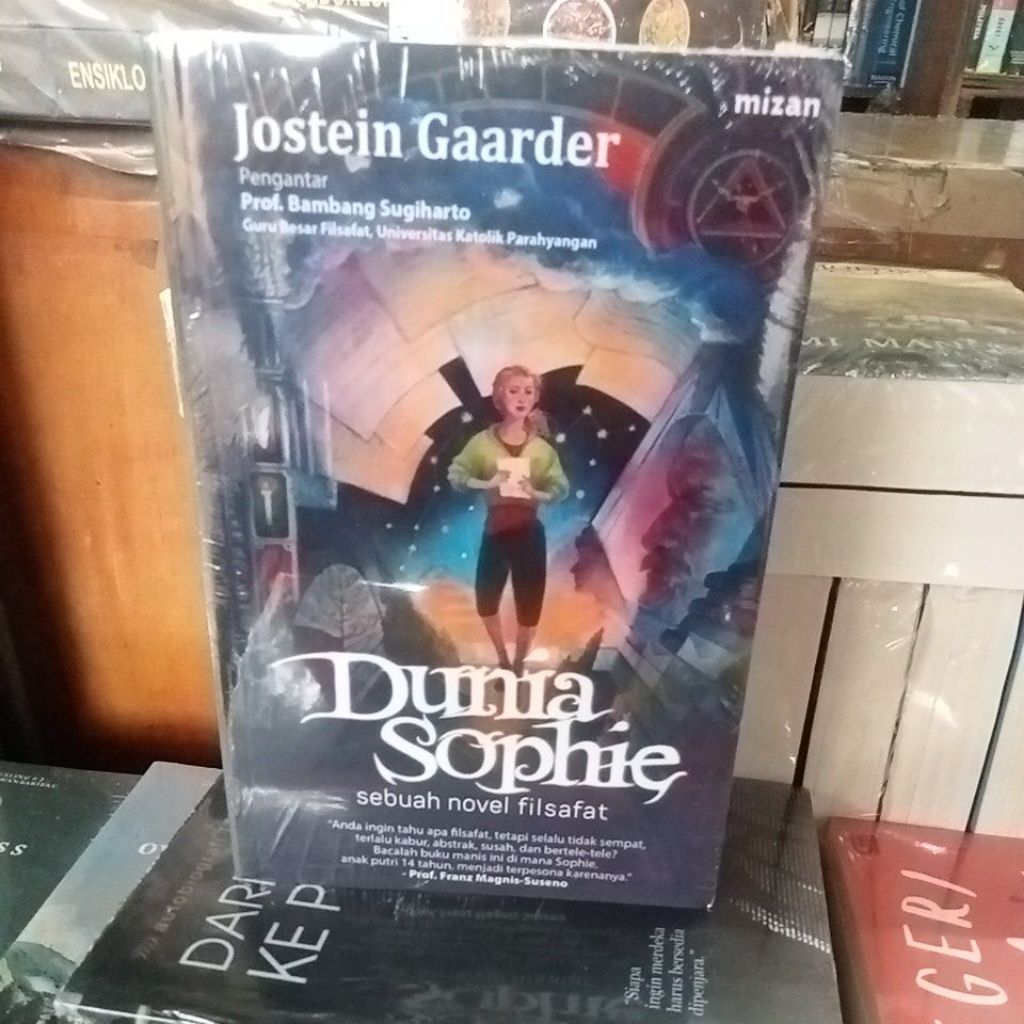 ENSIKLO
mizan
Jostein Gaarder
Pengantar
Prof. Bambang Sugiharto
Guru Besar Filsafat, Universitas Katolik Parahyangan
Dunia
Sophie
sebuah novel filsafat
"Anda ingin tahu apa filsafat, tetapi selalu tidak sempat,
terlalu kabur, abstrak, susah, dan bertele-tele?
Bacalah buku manis ini di mana Sophie,
anak putri 14 tahun, menjadi terpesona karenanya."
- Prof. Franz Magnis-Suseno
DARI
KE P
"Siapa
ingin merdeka
harus bersedia
dipenjara."
GERI